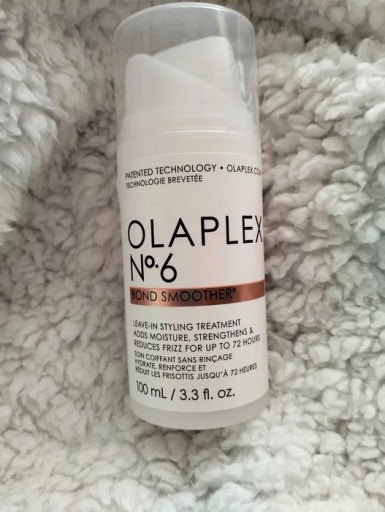 PATENTED TECHNOLOGY • OLAPLEX.COM
TECHNOLOGIE BREVETÉE
OLAPLEX
Nº.6
BOND SMOOTHER®
LEAVE-IN STYLING TREATMENT
ADDS MOISTURE, STRENGTHENS &
REDUCES FRIZZ FOR UP TO 72 HOURS
SOIN COIFFANT SANS RINÇAGE
HYDRATE, RENFORCE ET
RÉDUIT LES FRISOTTIS JUSQU'À 72 HEURES
100 mL / 3.3 fl. oz.